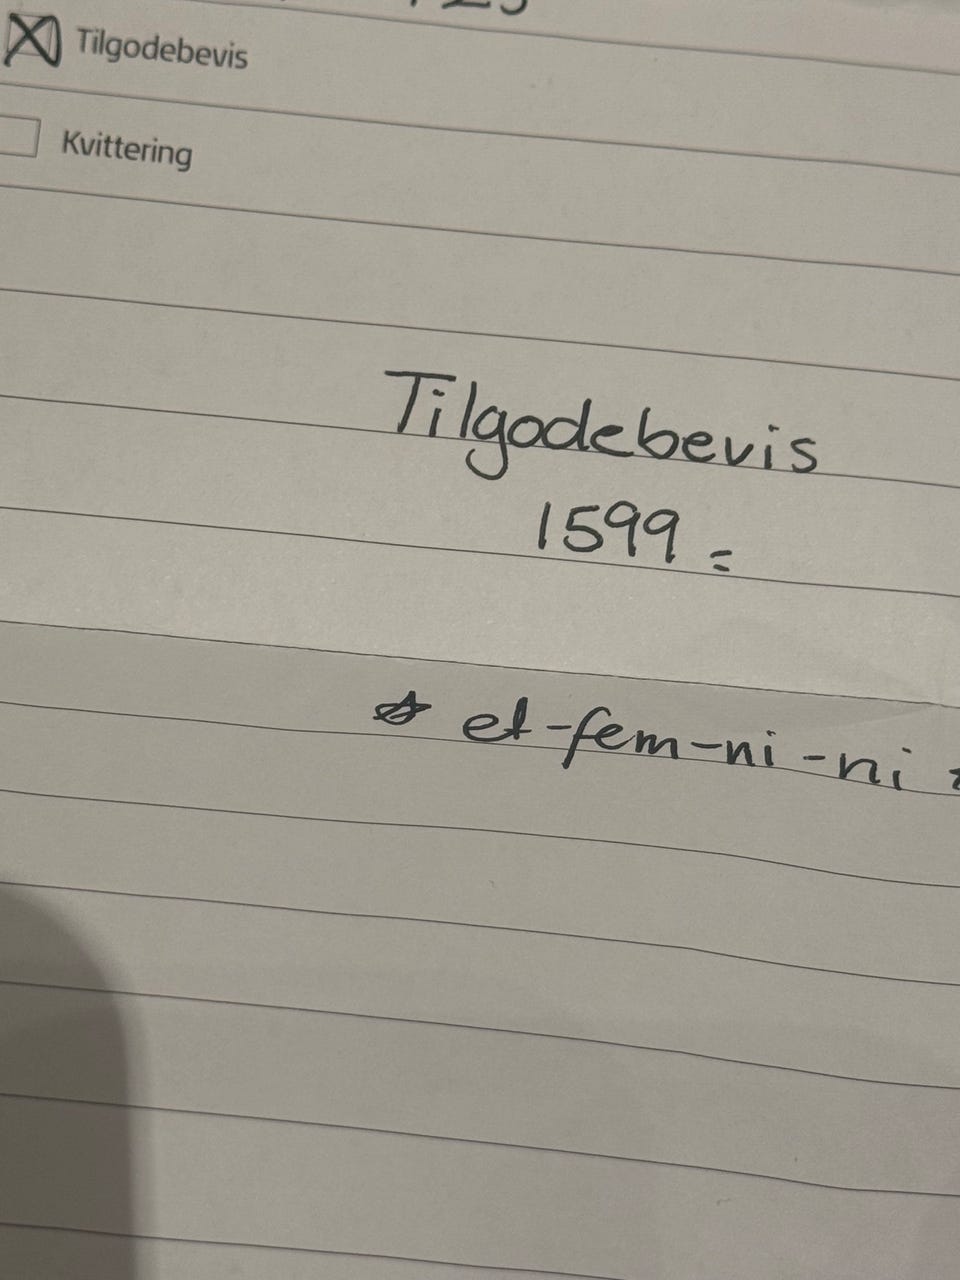 Tilgodebevis
Kvittering
Tilgodebevis
1599 =
☆ et-fem-ni-ni